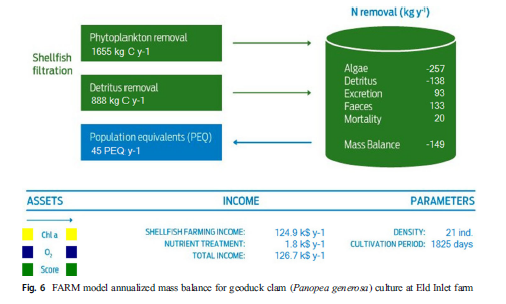 N removal (kg y-1)
Phytoplankton removal
1655 kg C y-1
Shellfish
filtration
Detritus removal
888 kg C y-1
Population equivalents (PEQ)
45 PEQ y-1
Algae -257
Detritus -138
Excretion 93
Faeces 133
Mortality 20
Mass Balance -149
ASSETS INCOME PARAMETERS
Chl a
O₂
Score
SHELLFISH FARMING INCOME: 124.9 k$ y-1
NUTRIENT TREATMENT: 1.8 k$ y-1
TOTAL INCOME: 126.7 k$ y-1
DENSITY: 21 ind.
CULTIVATION PERIOD: 1825 days
Fig. 6 FARM model annualized mass balance for geoduck clam (Panopea generosa) culture at Eld Inlet farm